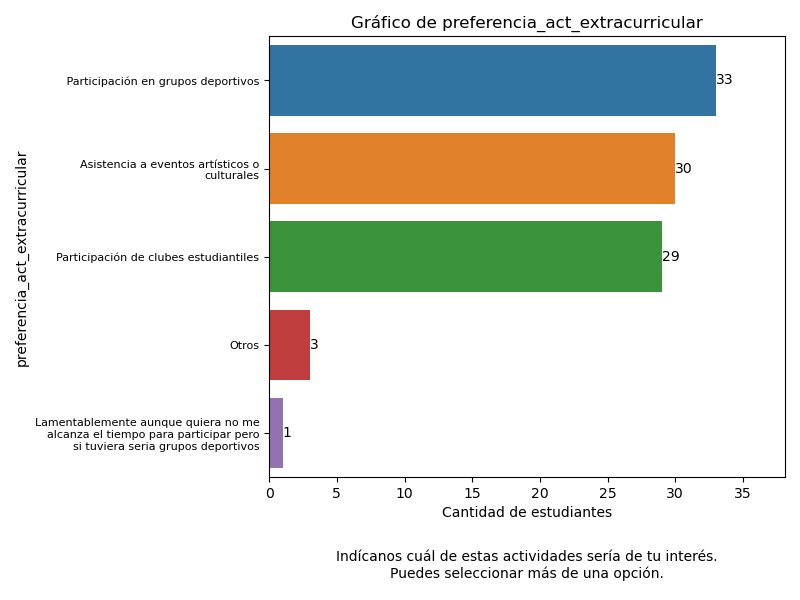 Gráfico de preferencia_act_extracurricular
preferencia_act_extracurricular
Participación en grupos deportivos
33
Asistencia a eventos artísticos o
culturales
30
Participación de clubes estudiantiles
29
Otros
3
Lamentablemente aunque quiera no me
alcanza el tiempo para participar pero
si tuviera seria grupos deportivos
1
0 5 10 15 20 25 30 35
Cantidad de estudiantes
Indícanos cuál de estas actividades sería de tu interés.
Puedes seleccionar más de una opción.